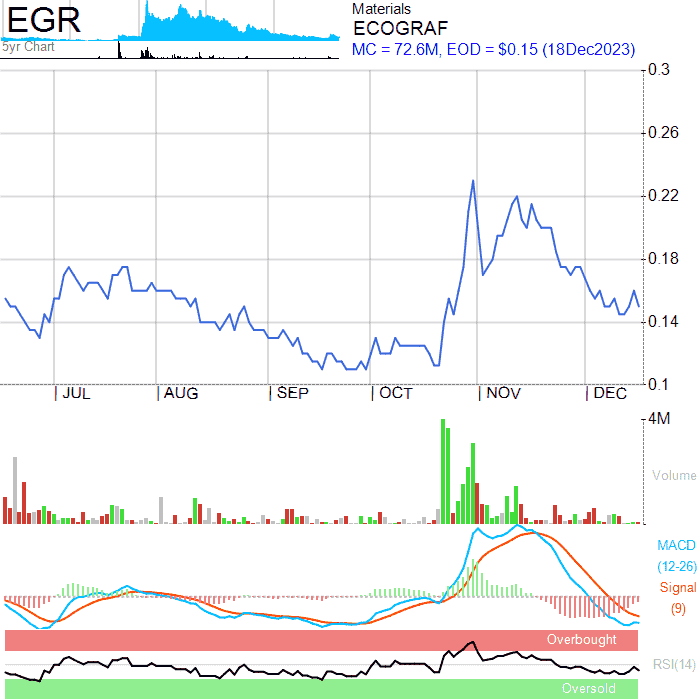 EGR
5yr Chart
Materials
ECOGRAF
MC = 72.6M, EOD = $0.15 (18Dec2023)
0.3
0.26
0.22
0.18
0.14
0.1
JUL AUG SEP OCT NOV DEC
4M
Volume
MACD
(12-26)
Signal
(9)
Overbought
RSI(14)
Oversold